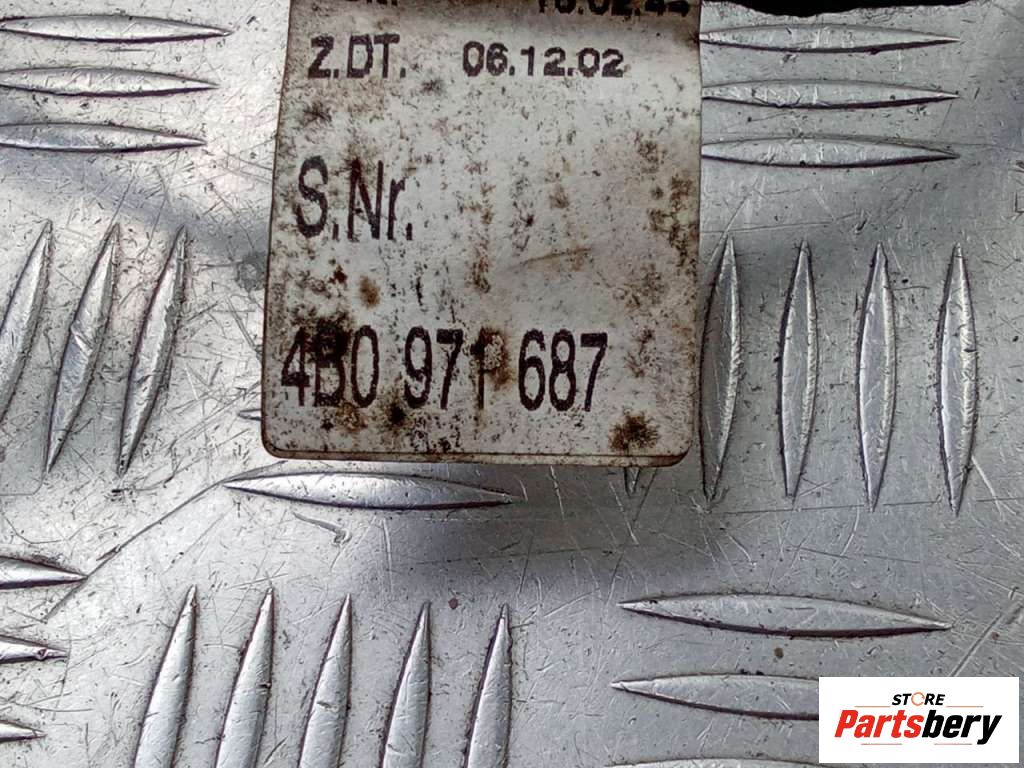 Z.DT. 06.12.02
S.Nr.
4B0 971 687
STORE
Partsbery